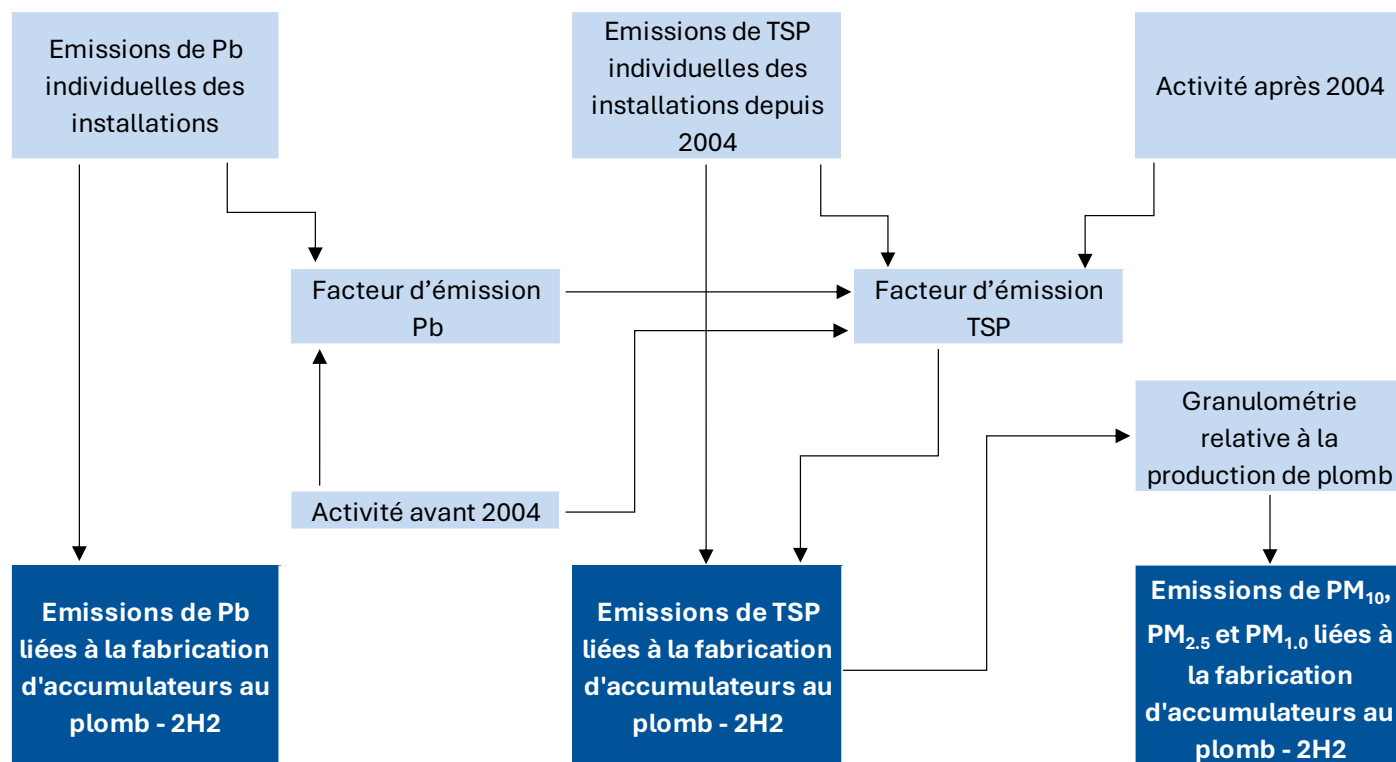 Emissions de Pb
individuelles des
installations
Emissions de TSP
individuelles des
installations depuis
2004
Activité après 2004
Facteur d’émission
Pb
Facteur d’émission
TSP
Granulométrie
relative à la
production de plomb
Activité avant 2004
Emissions de Pb
liées à la fabrication
d'accumulateurs au
plomb - 2H2
Emissions de TSP
liées à la fabrication
d'accumulateurs au
plomb - 2H2
Emissions de PM10,
PM2.5 et PM1.0 liées à
la fabrication
d'accumulateurs au
plomb - 2H2